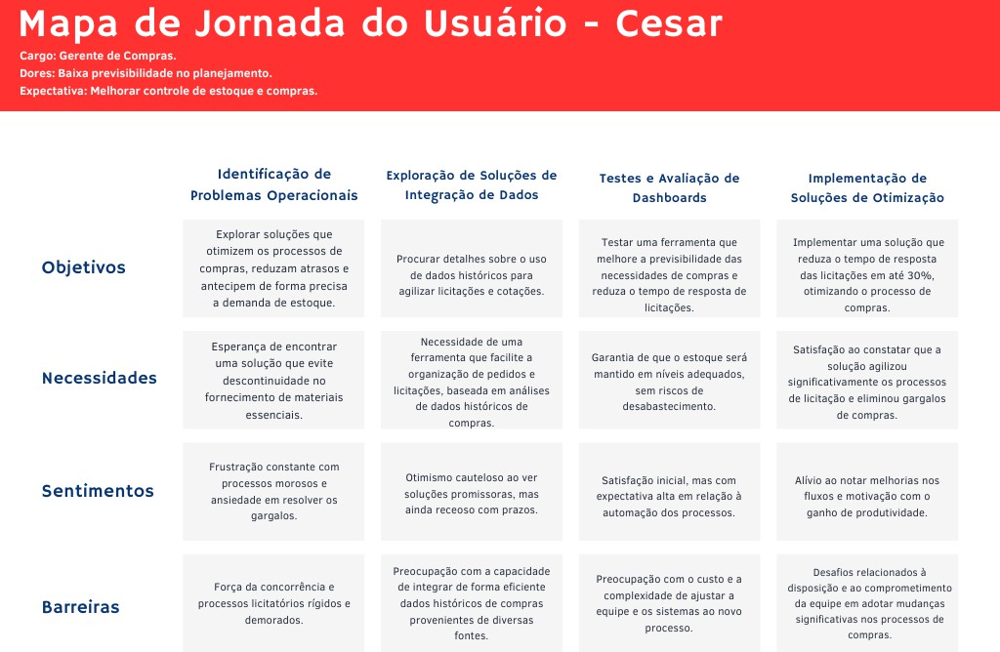 Mapa de Jornada do Usuário - Cesar
Cargo: Gerente de Compras.
Dores: Baixa previsibilidade no planejamento.
Expectativa: Melhorar controle de estoque e compras.
Identificação de
Problemas Operacionais
Exploração de Soluções de
Integração de Dados
Testes e Avaliação de
Dashboards
Implementação de
Soluções de Otimização
Objetivos
Explorar soluções que
otimizem os processos de
compras, reduzam atrasos e
antecipem de forma precisa
a demanda de estoque.
Procurar detalhes sobre o uso
de dados históricos para
agilizar licitações e cotações.
Testar uma ferramenta que
melhore a previsibilidade das
necessidades de compras e
reduza o tempo de resposta de
licitações.
Implementar uma solução que
reduza o tempo de resposta
das licitações em até 30%,
otimizando o processo de
compras.
Necessidades
Esperança de encontrar
uma solução que evite
descontinuidade no
fornecimento de materiais
essenciais.
Necessidade de uma
ferramenta que facilite a
organização de pedidos e
licitações, baseada em análises
de dados históricos de
compras.
Garantia de que o estoque será
mantido em níveis adequados,
sem riscos de
desabastecimento.
Satisfação ao constatar que a
solução agilizou
significativamente os processos
de licitação e eliminou gargalos
de compras.
Sentimentos
Frustração constante com
processos morosos e
ansiedade em resolver os
gargalos.
Otimismo cauteloso ao ver
soluções promissoras, mas
ainda receoso com prazos.
Satisfação inicial, mas com
expectativa alta em relação à
automação dos processos.
Alívio ao notar melhorias nos
fluxos e motivação com o
ganho de produtividade.
Barreiras
Força da concorrência e
processos licitatórios rígidos e
demorados.
Preocupação com a capacidade
de integrar de forma eficiente
dados históricos de compras
provenientes de diversas
fontes.
Preocupação com o custo e a
complexidade de ajustar a
equipe e os sistemas ao novo
processo.
Desafios relacionados à
disposição e ao comprometimento
da equipe em adotar mudanças
significativas nos processos de
compras.